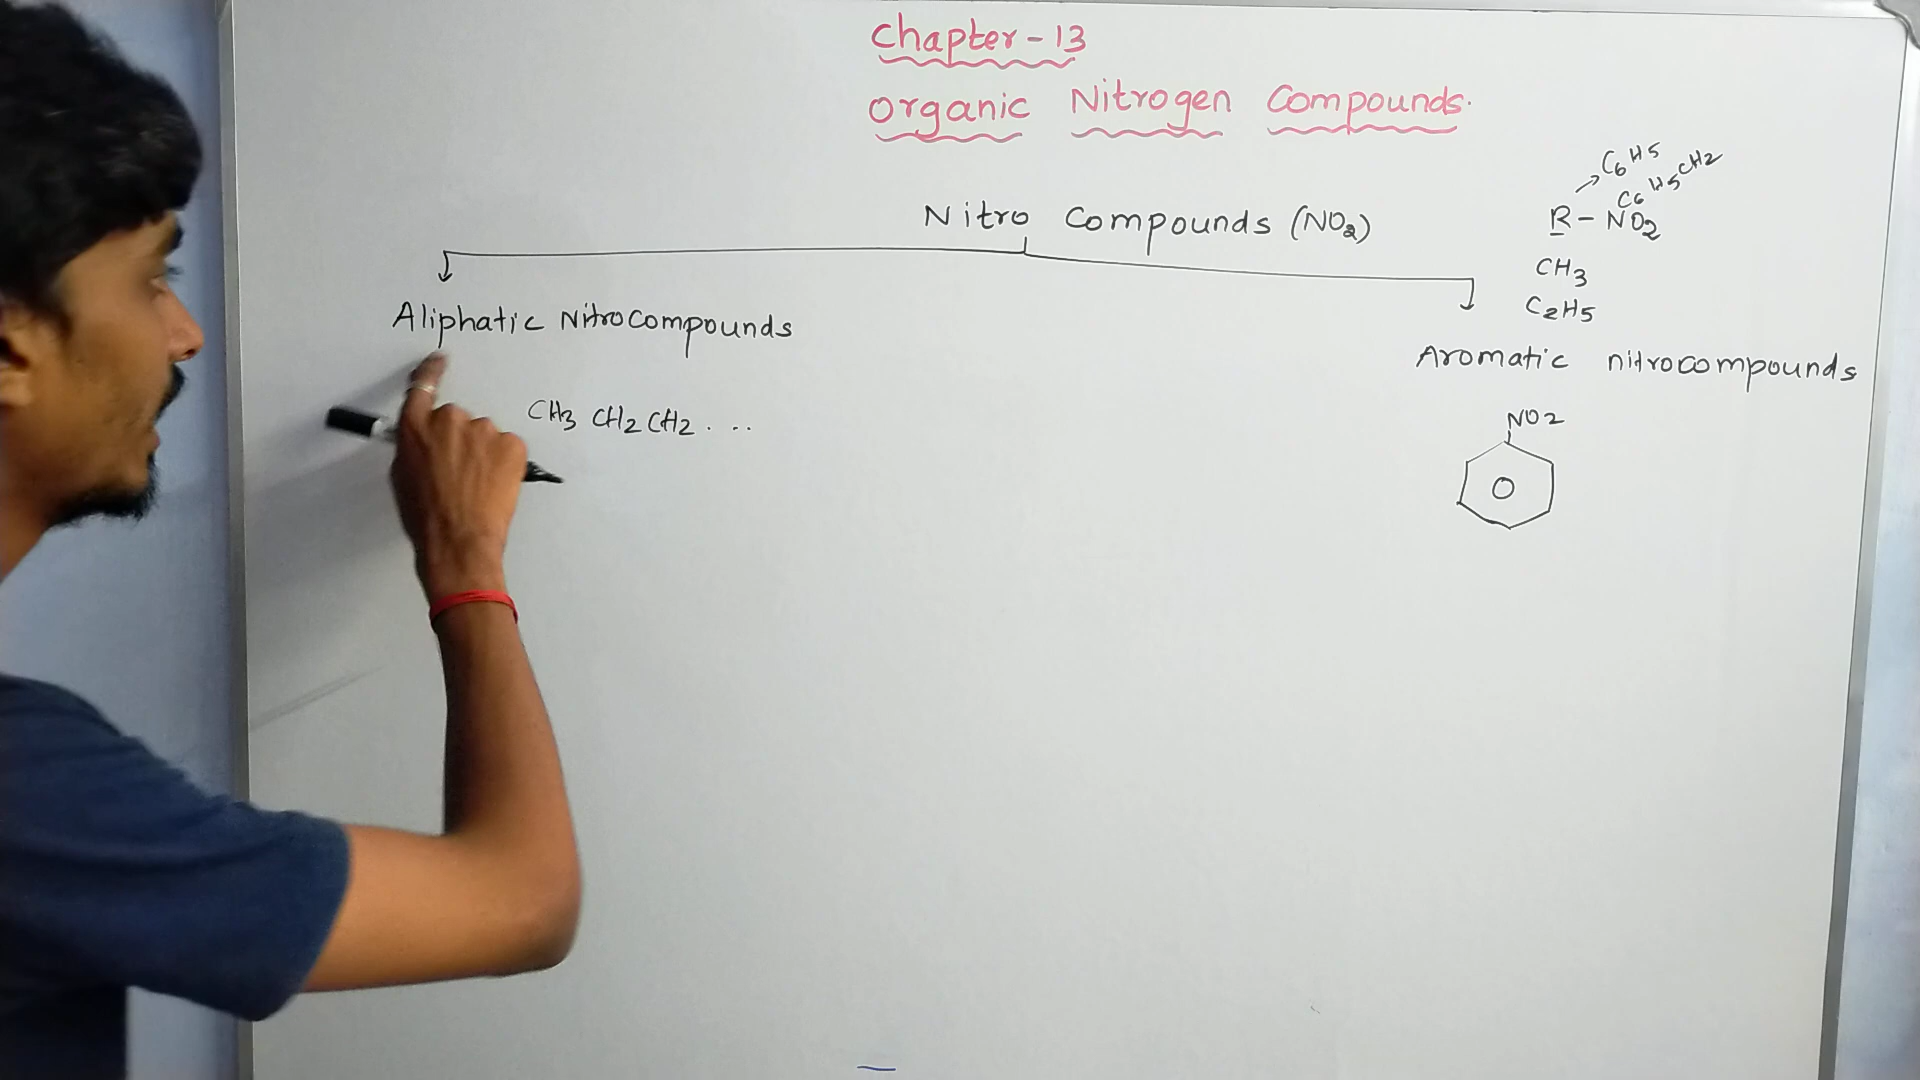 Chapter-13
Organic Nitrogen Compounds.
Nitro Compounds (NO2)
C6H5
C6H5CH2
R-NO2
CH3
C2H5
Aliphatic Nitrocompounds
CH3 CH2 CH2....
Aromatic nitrocompounds
NO2